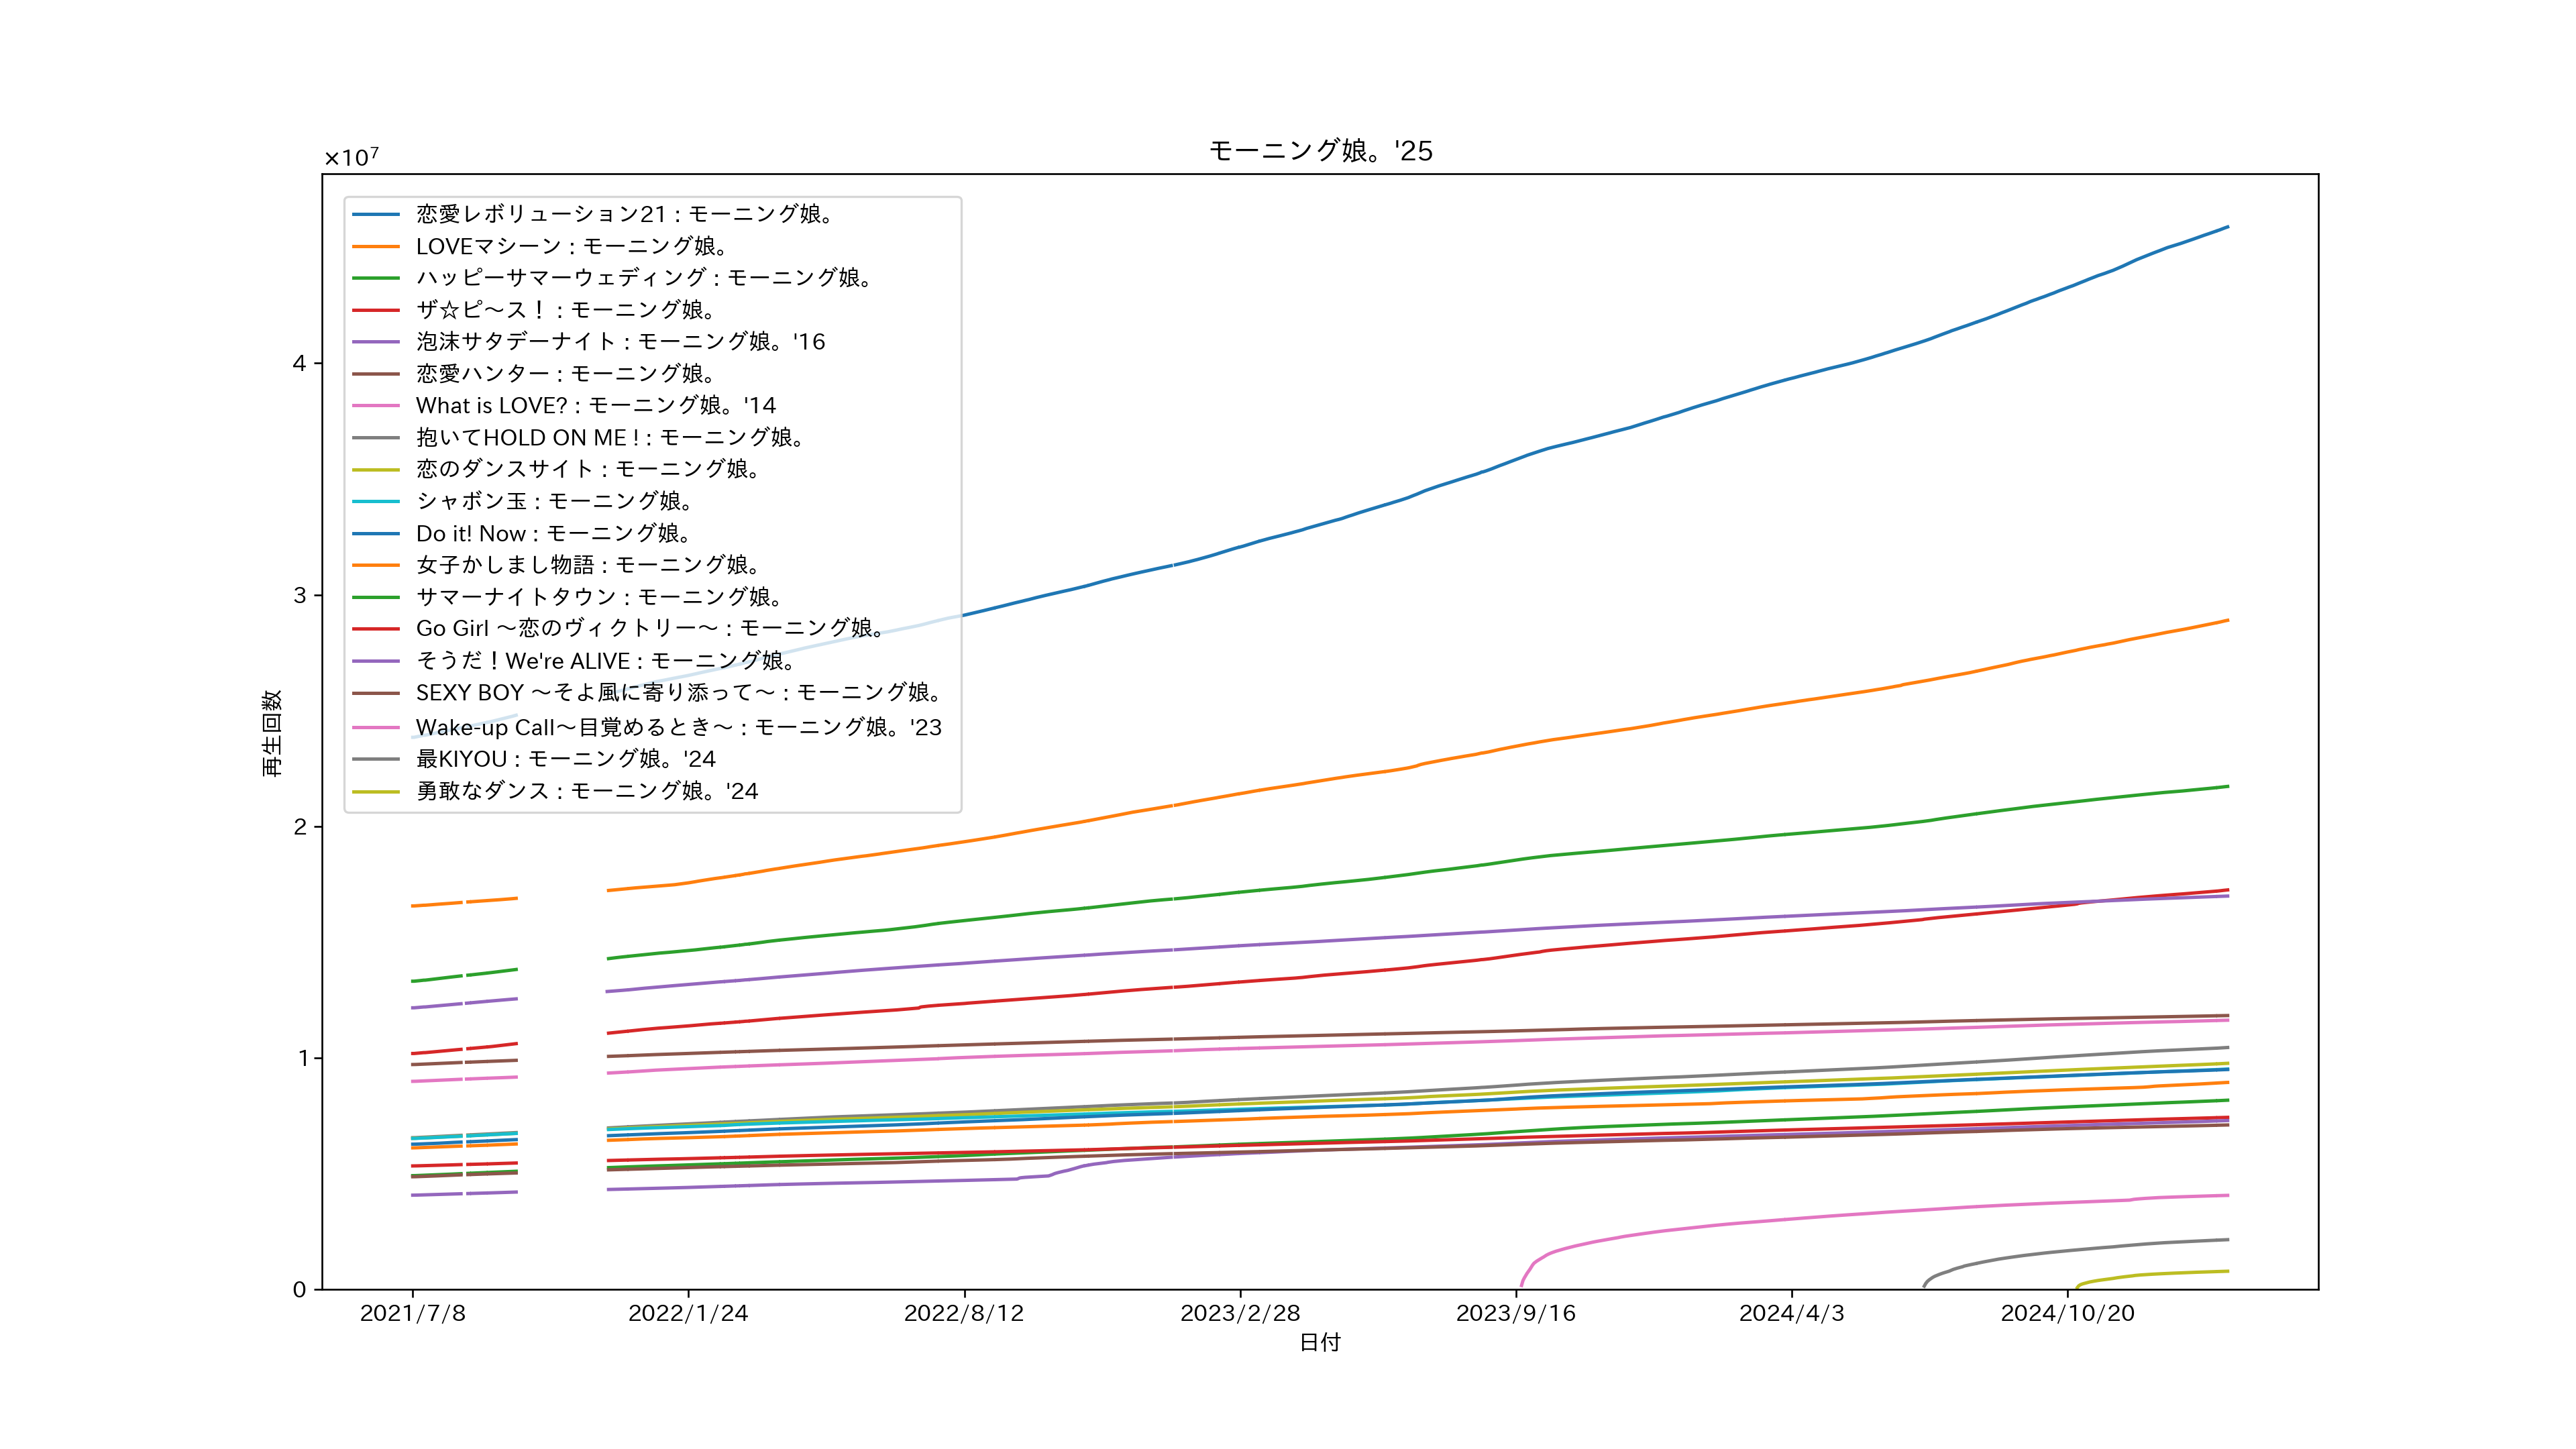 モーニング娘。'25
×10⁷
恋愛レボリューション21 : モーニング娘。
LOVEマシーン : モーニング娘。
ハッピーサマーウェディング : モーニング娘。
ザ☆ピ～ス！ : モーニング娘。
泡沫サタデーナイト : モーニング娘。'16
恋愛ハンター : モーニング娘。
What is LOVE? : モーニング娘。'14
抱いてHOLD ON ME ! : モーニング娘。
恋のダンスサイト : モーニング娘。
シャボン玉 : モーニング娘。
Do it! Now : モーニング娘。
女子かしまし物語 : モーニング娘。
サマーナイトタウン : モーニング娘。
Go Girl ～恋のヴィクトリー～ : モーニング娘。
そうだ！We're ALIVE : モーニング娘。
SEXY BOY ～そよ風に寄り添って～ : モーニング娘。
Wake-up Call～目覚めるとき～ : モーニング娘。'23
最KIYOU : モーニング娘。'24
勇敢なダンス : モーニング娘。'24
再生回数
4
3
2
1
0
2021/7/8 2022/1/24 2022/8/12 2023/2/28 2023/9/16 2024/4/3 2024/10/20
日付